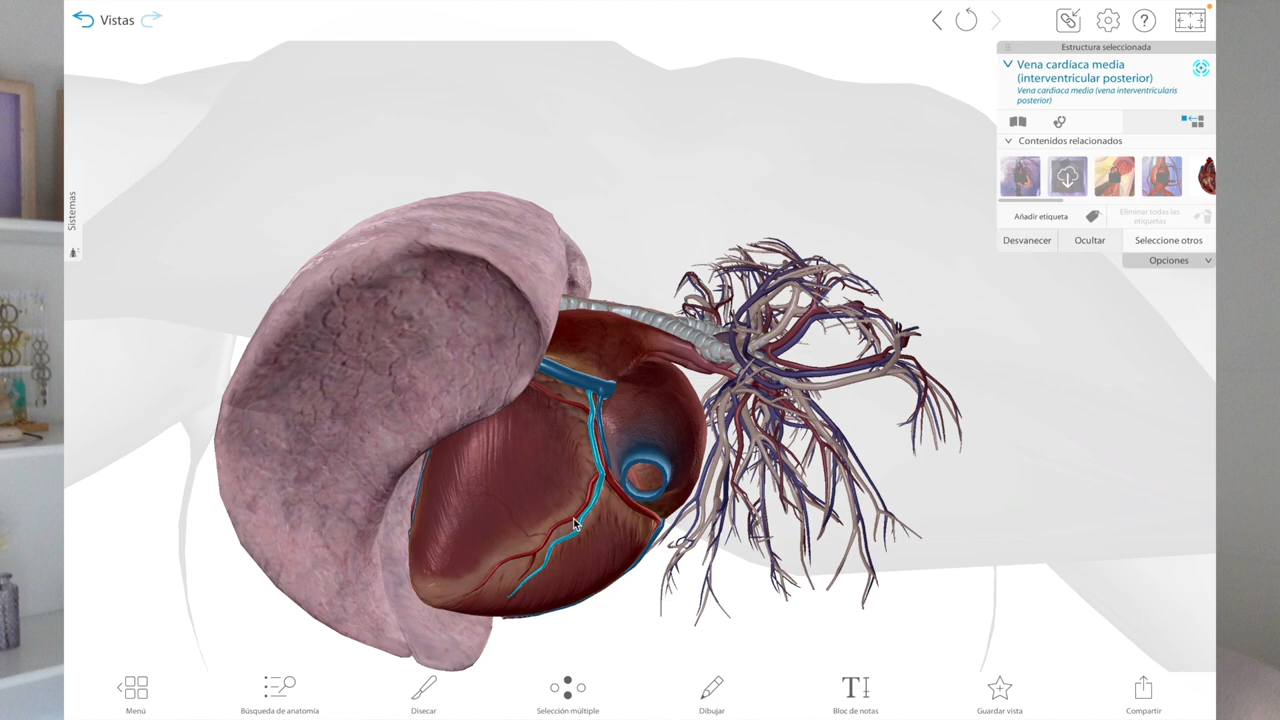 Vistas
Estructura seleccionada
Vena cardíaca media
(interventricular posterior)
Vena cardiaca media (vena interventricularis
posterior)
Contenidos relacionados
Añadir etiqueta
Eliminar todas las
etiquetas
Desvanecer
Ocultar
Seleccione otros
Opciones
Sistemas
Menú
Búsqueda de anatomía
Disecar
Selección múltiple
Dibujar
Bloc de notas
Guardar vista
Compartir